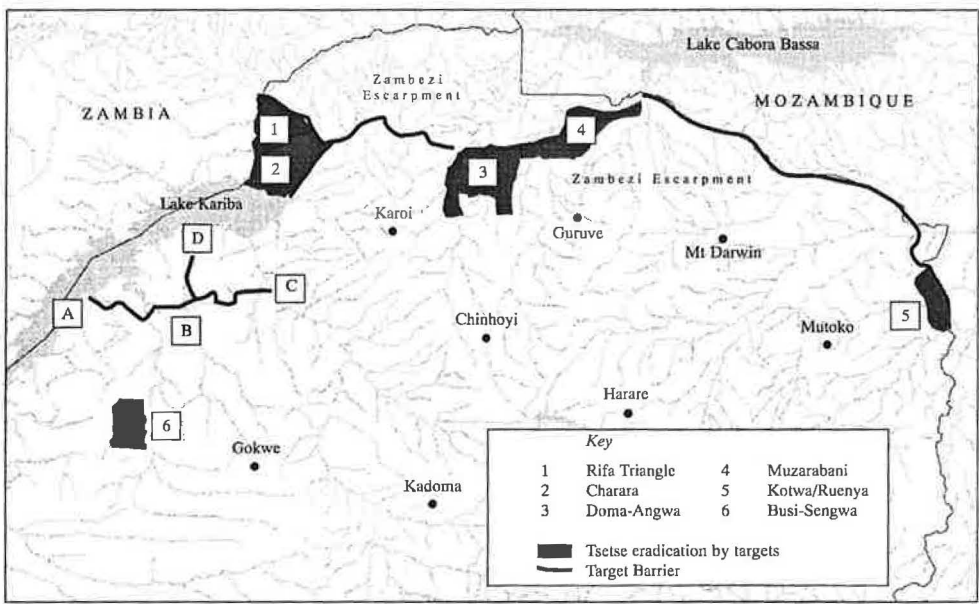 Lake Cabora Bassa
Zambezi
Escarpment
ZAMBIA
MOZAMBIQUE
1
4
2
3
Zambezi Escarpment
Lake Kariba
Karoi
Guruve
D
Mt Darwin
C
A
B
Chinhoyi
5
Mutoko
6
Harare
Gokwe
Kadoma
Key
1 Rifa Triangle 4 Muzarabani
2 Charara 5 Kotwa/Ruenya
3 Doma-Angwa 6 Busi-Sengwa
Tsetse eradication by targets
Target Barrier